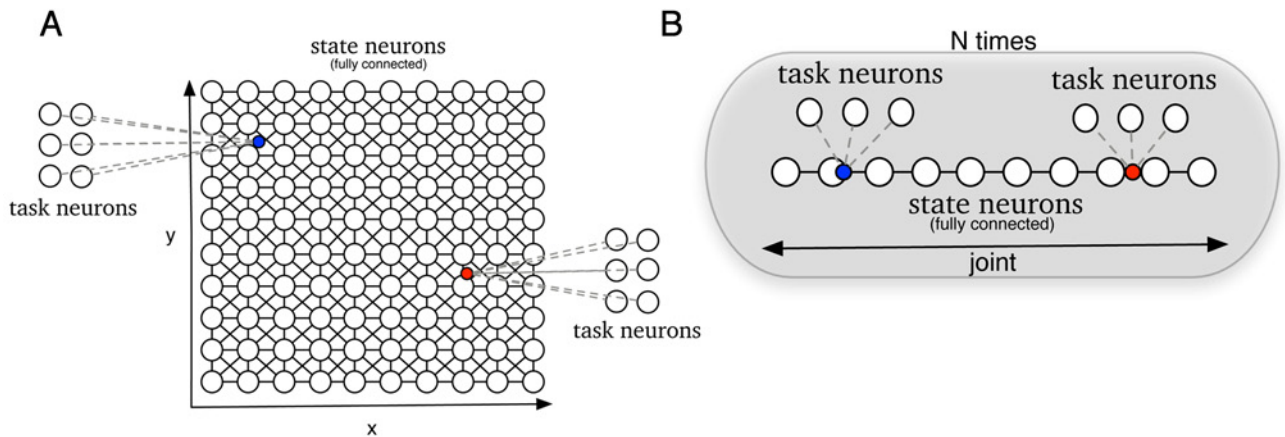 A
state neurons
(fully connected)
task neurons
y
task neurons
x
B
N times
task neurons
task neurons
state neurons
(fully connected)
joint